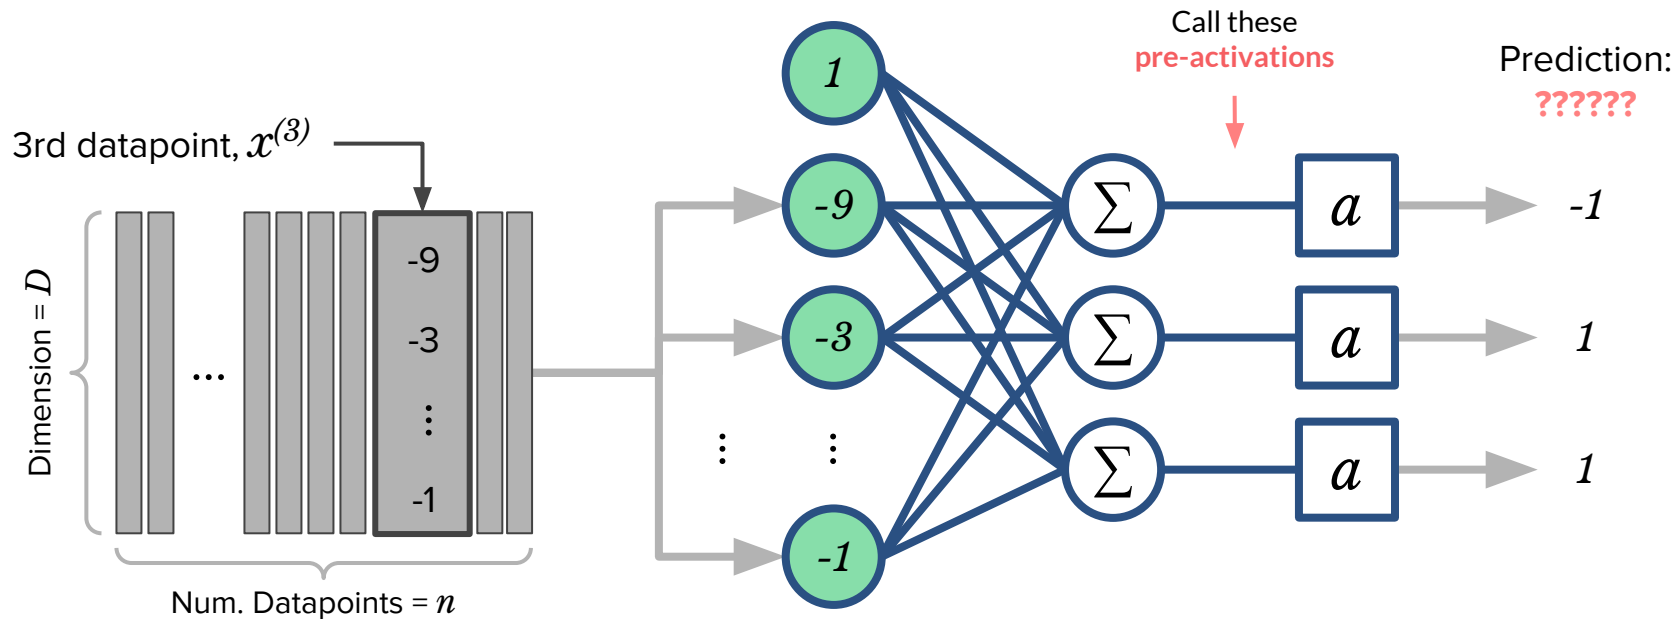 3rd datapoint, x^(3)
Dimension = D
...
-9
-3
⋮
-1
Num. Datapoints = n
⋮
1
-9
-3
⋮
-1
Σ
Σ
Σ
Call these
pre-activations
a
a
a
Prediction:
??????
-1
1
1